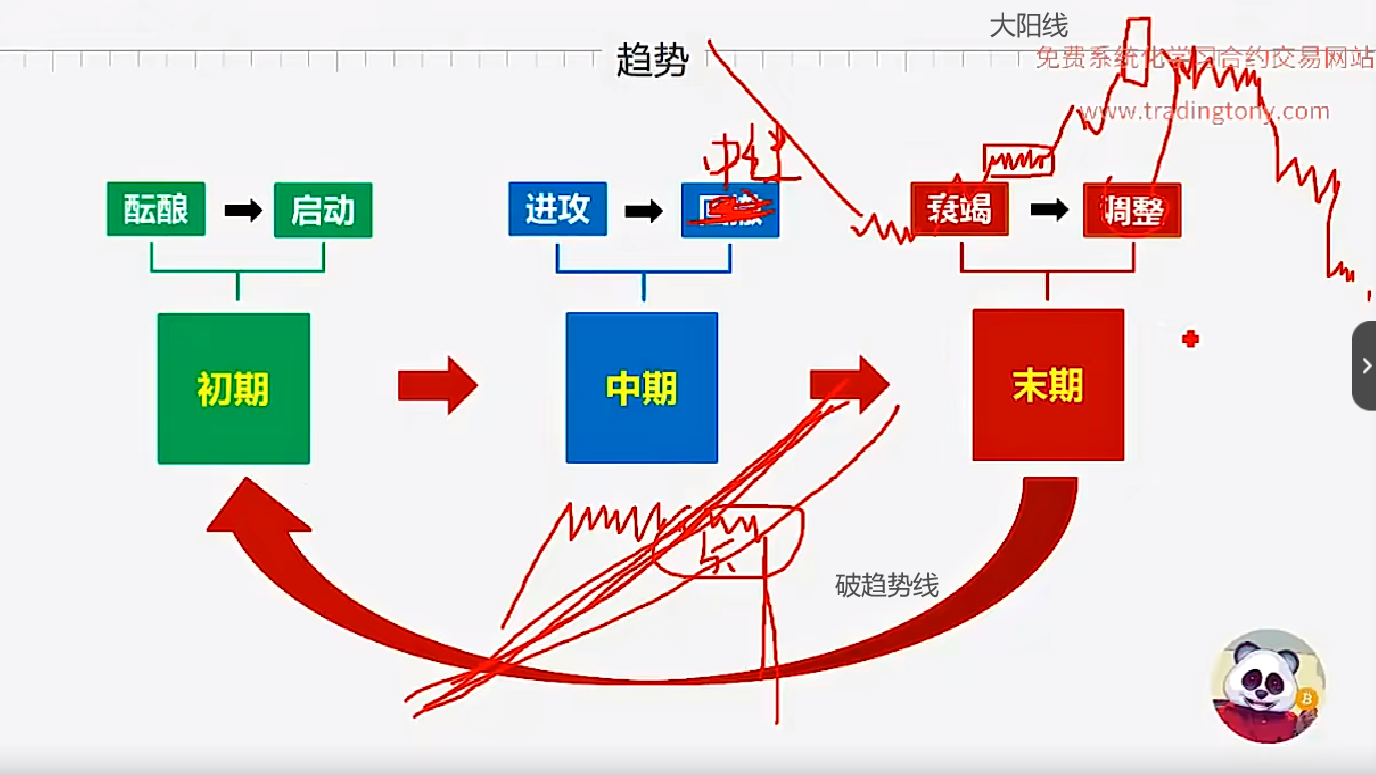 大阳线
趋势
免费系统化学习合约交易网站
www.tradingtony.com
中继
酝酿
启动
进攻
衰竭
调整
初期
中期
末期
破趋势线
B